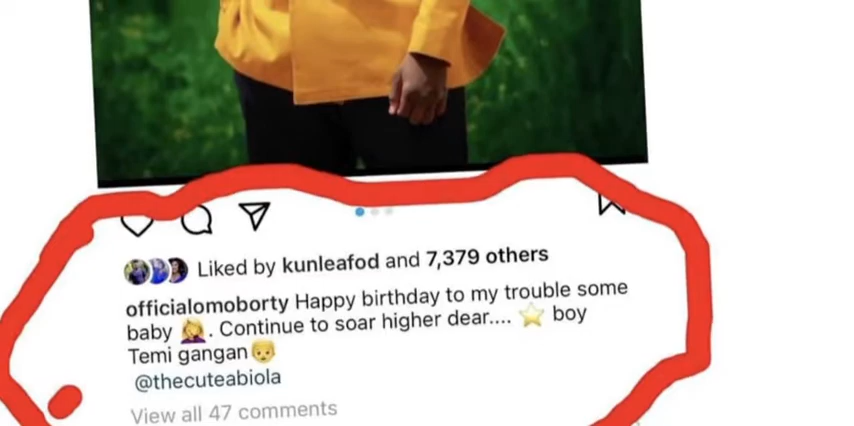 Liked by kunleafod and 7,379 others
officialomoborty Happy birthday to my trouble some
baby 🤦‍♀️. Continue to soar higher dear.... ⭐ boy
Temi gangan👴
@thecuteabiola
View all 47 comments